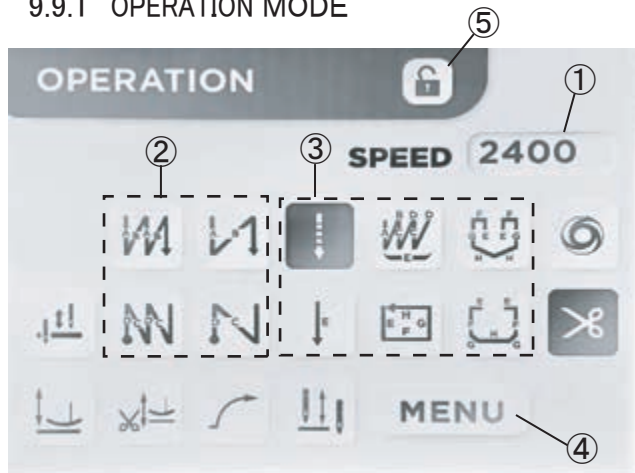 9.9.1 OPERATION MODE
⑤
OPERATION
①
② ③ SPEED 2400
A B D D
A C
E
F F
E E G G
H H
D C D C E
H
E F G
E E
F F
G H G
MENU
④